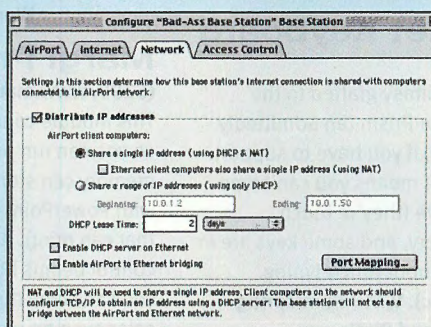 Configure "Bad-Ass Base Station" Base Station
AirPort Internet Network Access Control
Settings in this section determine how this base station's Internet connection is shared with computers
connected to its AirPort network.
Distribute IP addresses
AirPort client computers:
Share a single IP address (using DHCP & NAT)
Ethernet client computers also share a single IP address (using NAT)
Share a range of IP addresses (using only DHCP)
Beginning: 10.0.1.2 Ending: 10.0.1.50
DHCP Lease Time: 2 days
Enable DHCP server on Ethernet
Enable AirPort to Ethernet bridging
Port Mapping...
NAT and DHCP will be used to share a single IP address. Client computers on the network should
configure TCP/IP to obtain an IP address using a DHCP server. The base station will not act as a
bridge between the AirPort and Ethernet network.